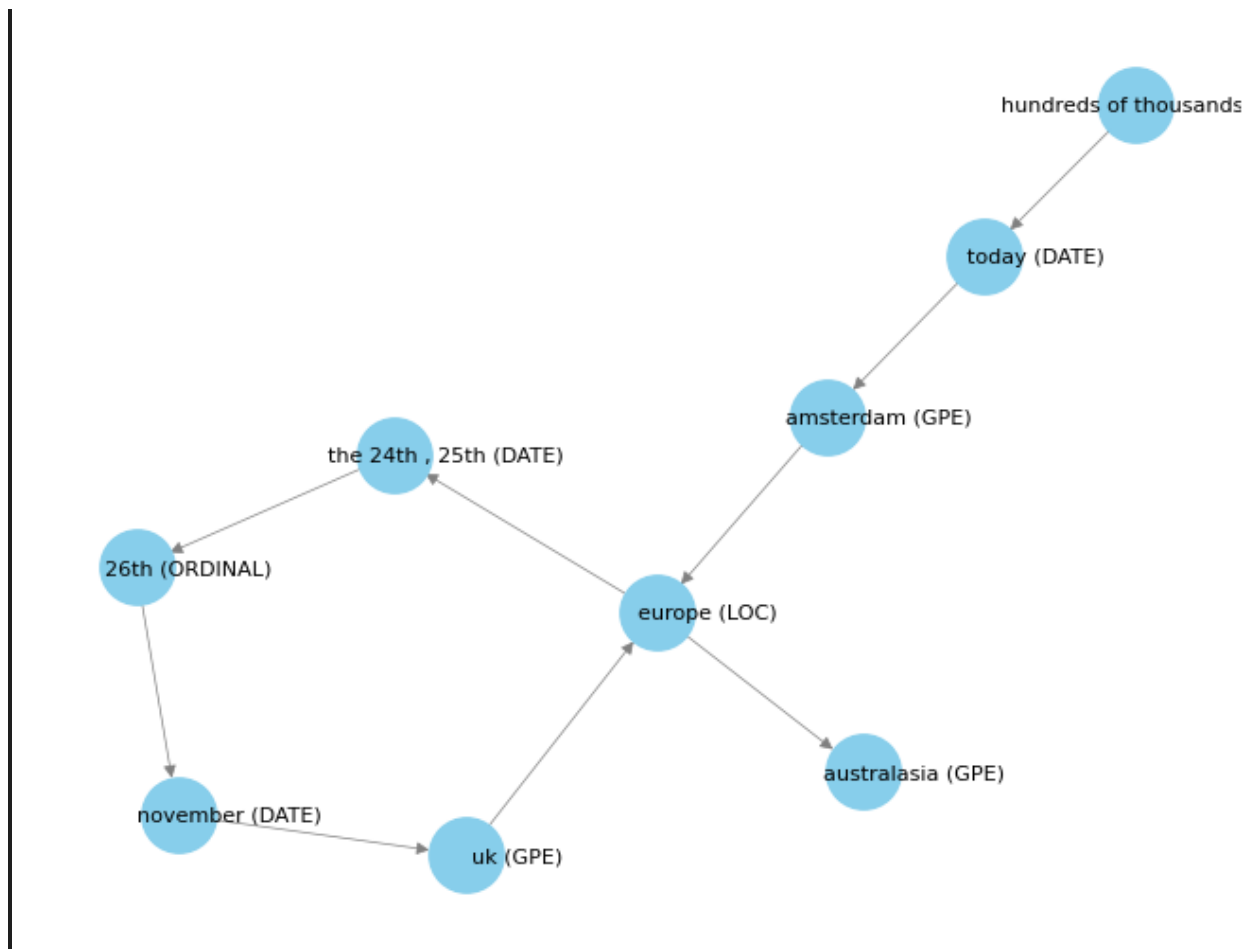 hundreds of thousands
today (DATE)
amsterdam (GPE)
the 24th , 25th (DATE)
26th (ORDINAL)
europe (LOC)
australasia (GPE)
november (DATE)
uk (GPE)